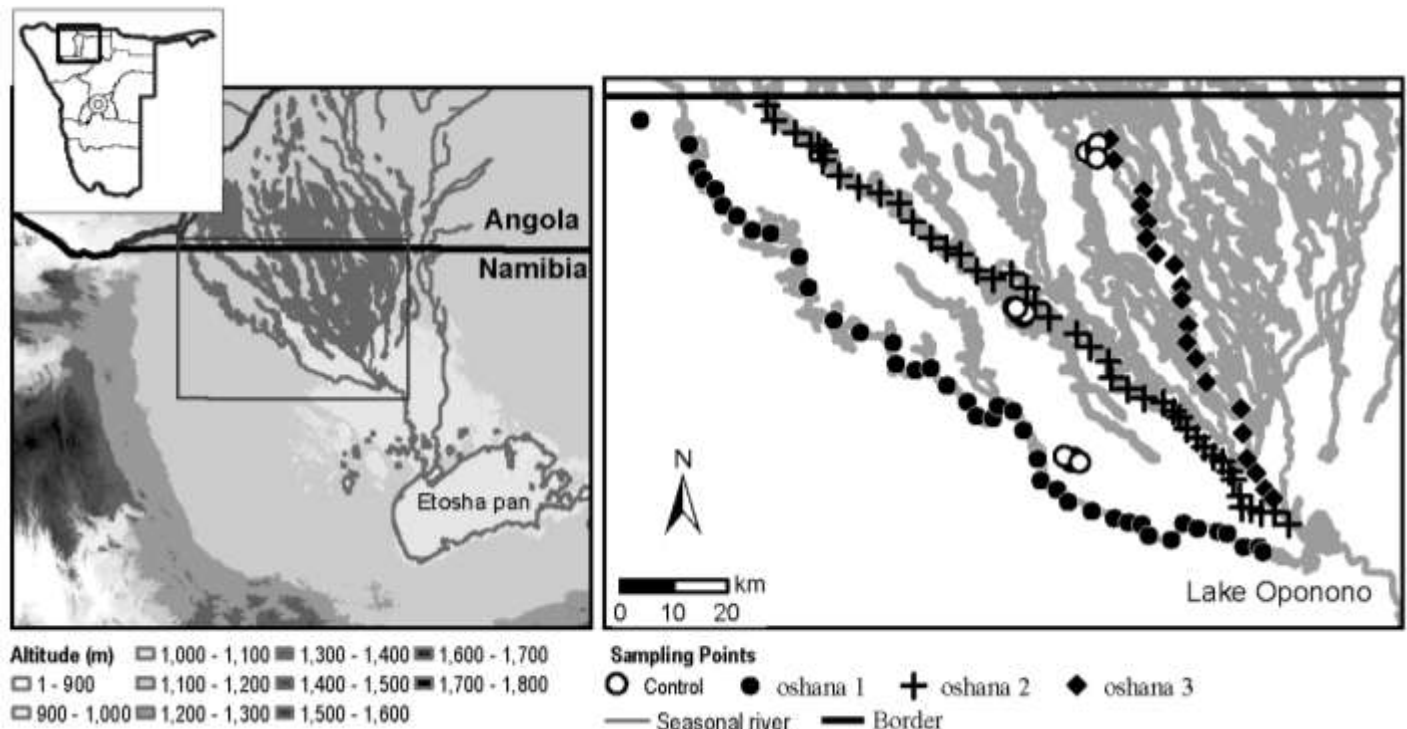 Angola
Namibia
Etosha pan
N
km
0 10 20
Lake Oponono
Altitude (m) 1,000 - 1,100 1,300 - 1,400 1,600 - 1,700
1 - 900 1,100 - 1,200 1,400 - 1,500 1,700 - 1,800
900 - 1,000 1,200 - 1,300 1,500 - 1,600
Sampling Points
Control oshana 1 oshana 2 oshana 3
Seasonal river Border